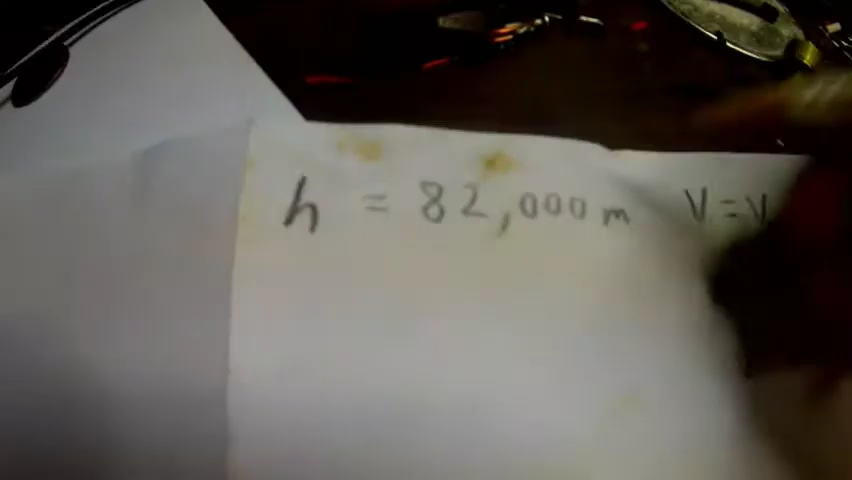 h = 82,000 m V = V